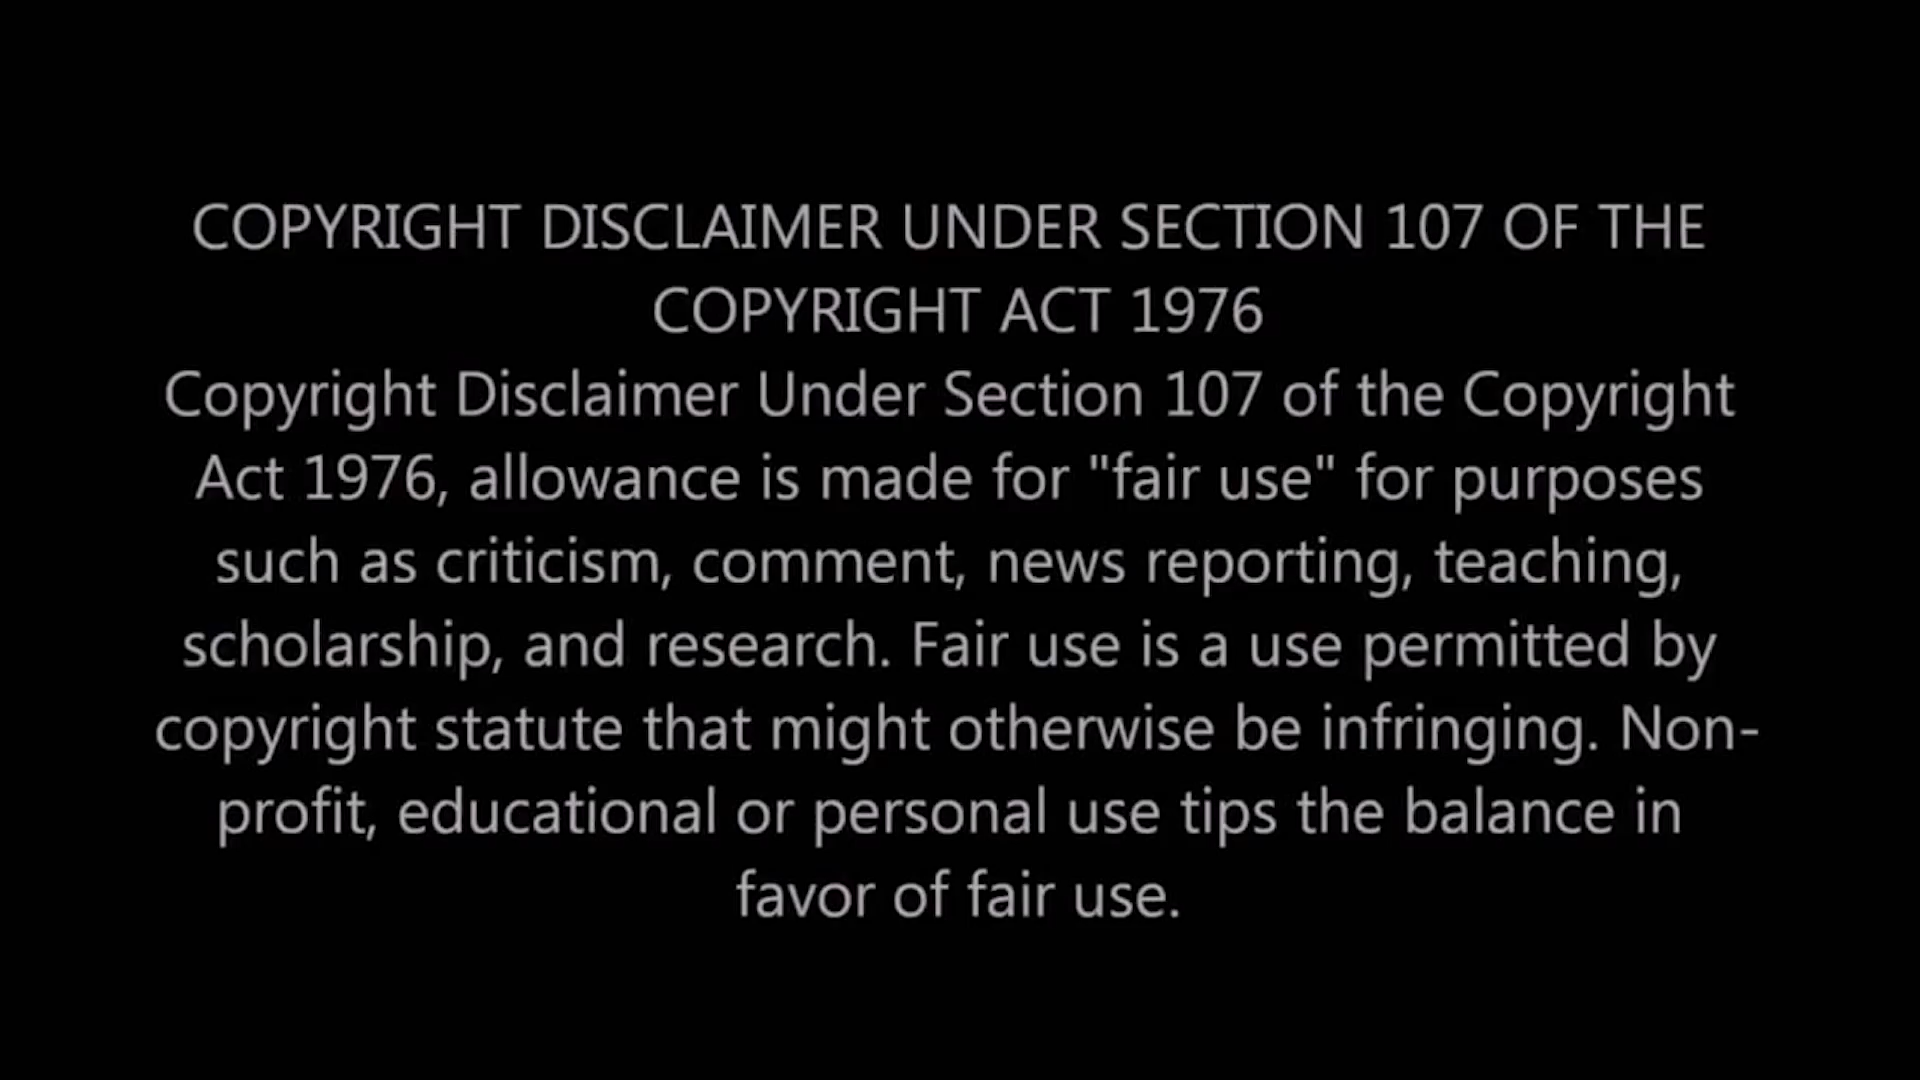 COPYRIGHT DISCLAIMER UNDER SECTION 107 OF THE
COPYRIGHT ACT 1976
Copyright Disclaimer Under Section 107 of the Copyright
Act 1976, allowance is made for "fair use" for purposes
such as criticism, comment, news reporting, teaching,
scholarship, and research. Fair use is a use permitted by
copyright statute that might otherwise be infringing. Non-
profit, educational or personal use tips the balance in
favor of fair use.